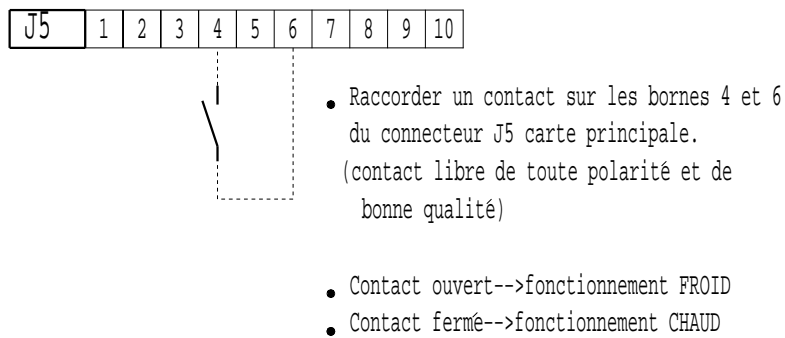 J5 1 2 3 4 5 6 7 8 9 10
• Raccorder un contact sur les bornes 4 et 6
du connecteur J5 carte principale.
(contact libre de toute polarité et de
bonne qualité)
• Contact ouvert-->fonctionnement FROID
• Contact fermé-->fonctionnement CHAUD